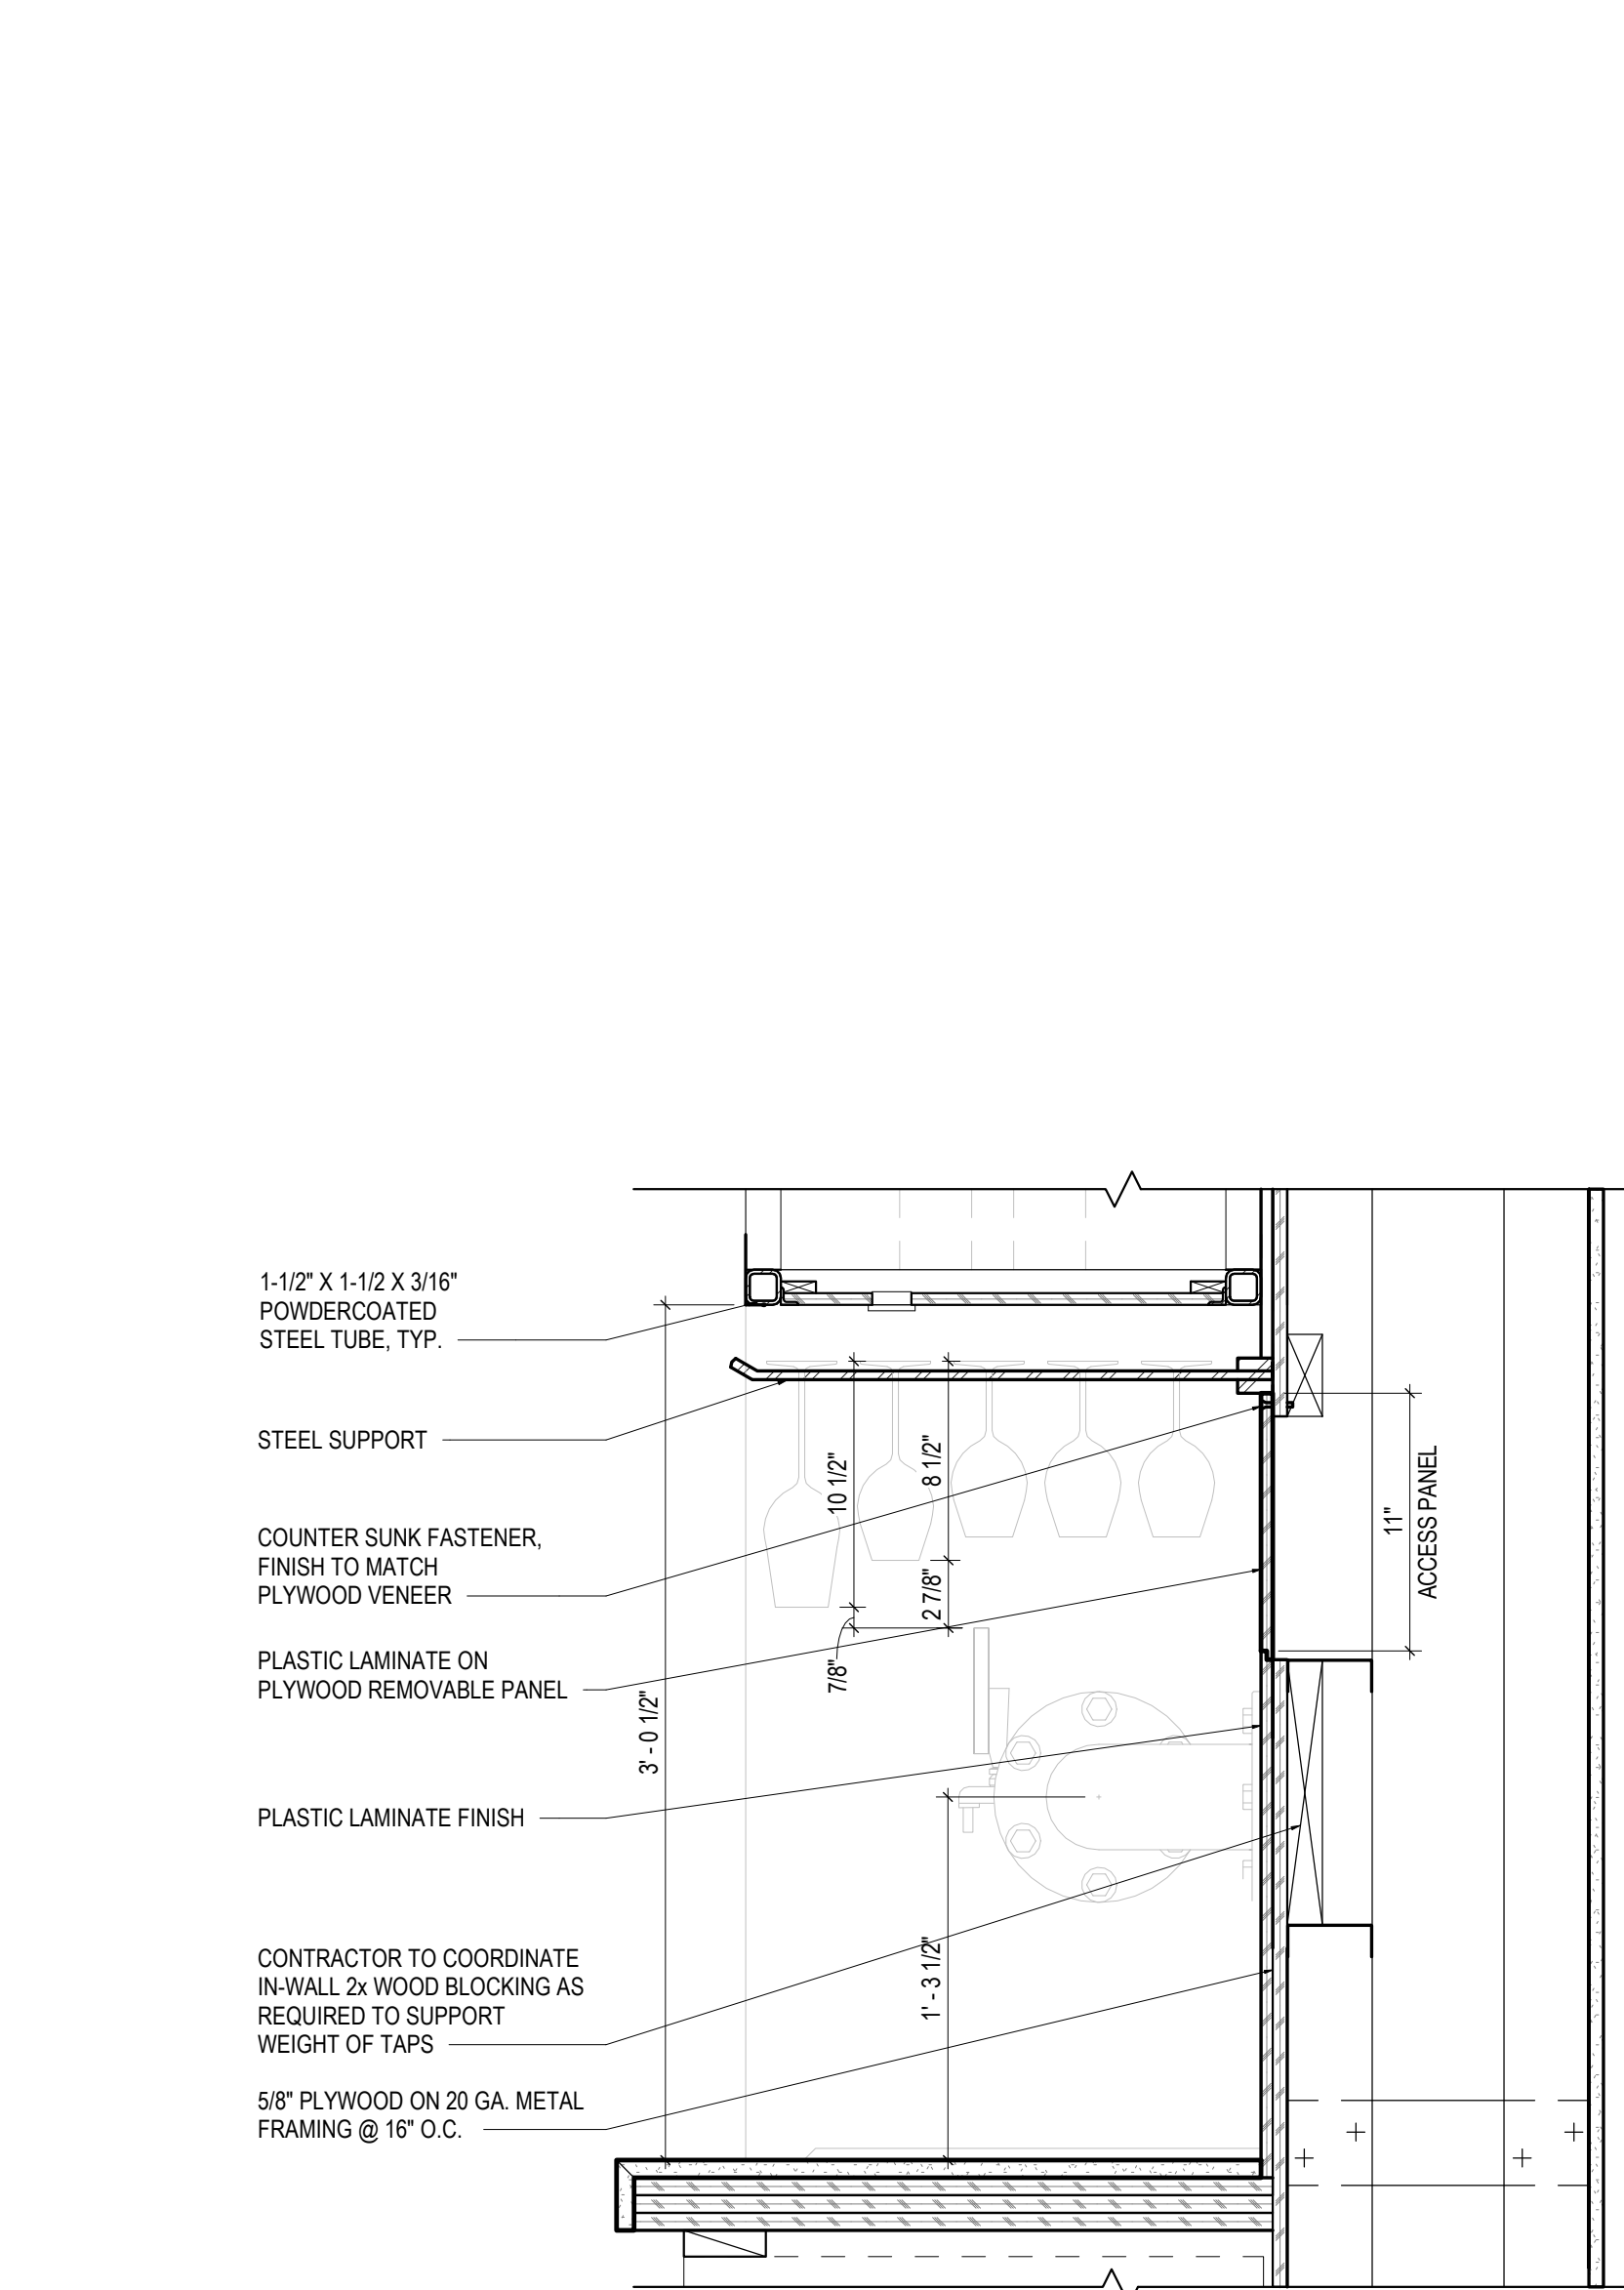 1-1/2" X 1-1/2 X 3/16"
POWDERCOATED
STEEL TUBE, TYP.
STEEL SUPPORT
COUNTER SUNK FASTENER,
FINISH TO MATCH
PLYWOOD VENEER
PLASTIC LAMINATE ON
PLYWOOD REMOVABLE PANEL
PLASTIC LAMINATE FINISH
CONTRACTOR TO COORDINATE
IN-WALL 2x WOOD BLOCKING AS
REQUIRED TO SUPPORT
WEIGHT OF TAPS
5/8" PLYWOOD ON 20 GA. METAL
FRAMING @ 16" O.C.
3' - 0 1/2"
10 1/2"
7/8"
8 1/2"
2 7/8"
1' - 3 1/2"
11"
ACCESS PANEL